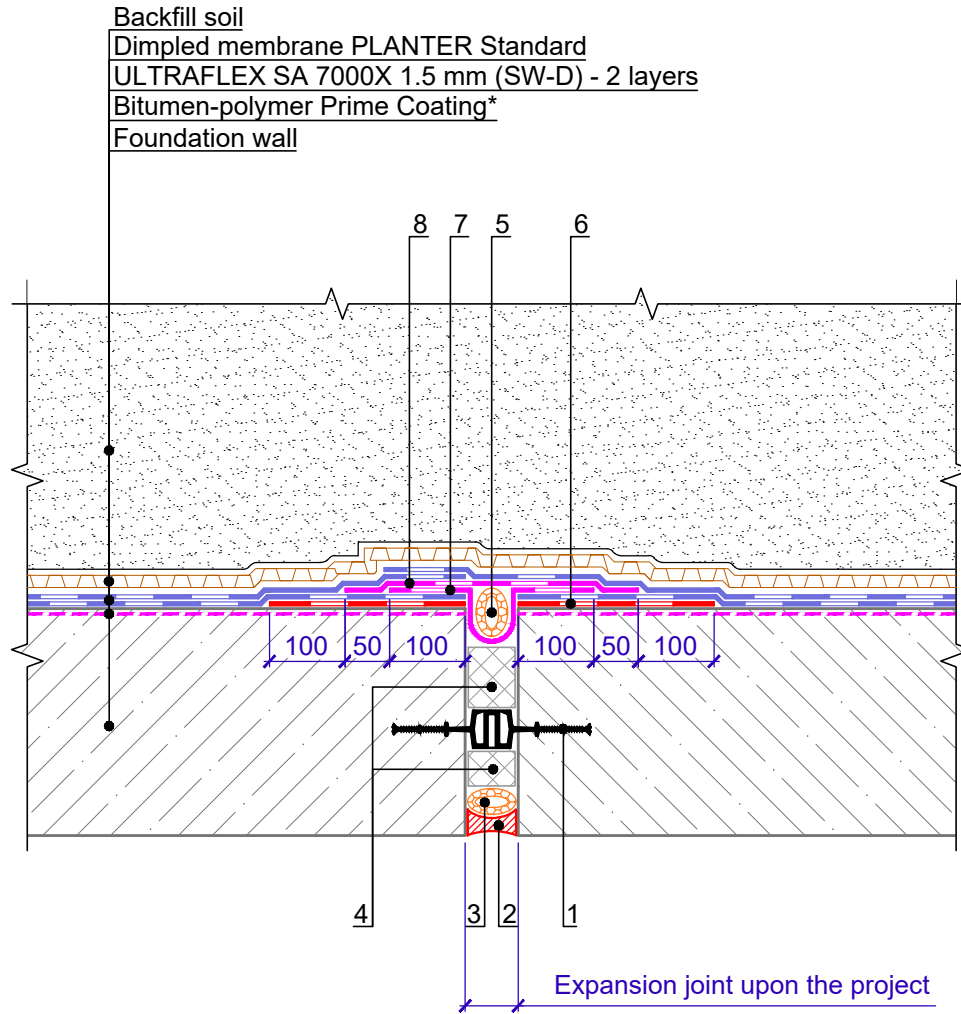 Backfill soil
Dimpled membrane PLANTER Standard
ULTRAFLEX SA 7000X 1.5 mm (SW-D) - 2 layers
Bitumen-polymer Prime Coating*
Foundation wall
8 7 5 6
100 50 100 100 50 100
4 3 2 1
Expansion joint upon the project